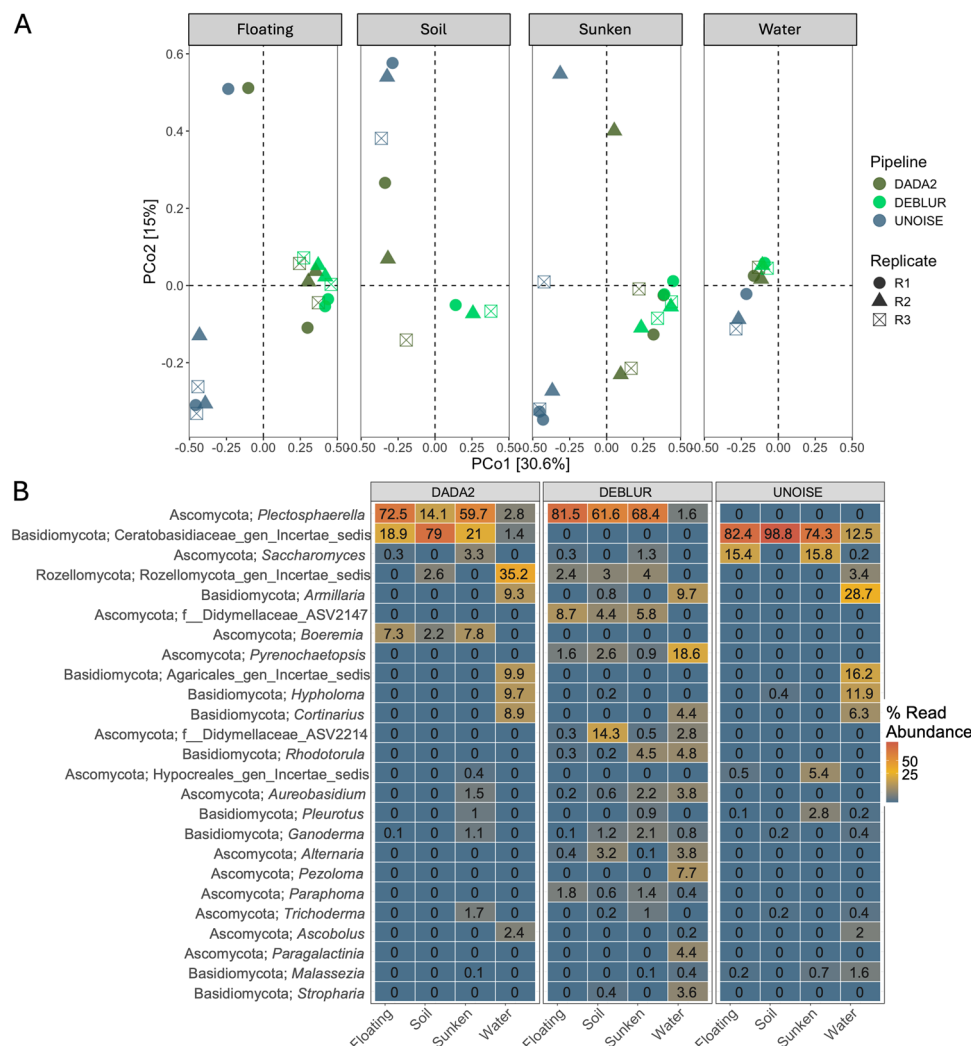 A
Floating Soil Sunken Water
PCo2 [15%]
0.6
0.4
0.2
0.0
-0.2
-0.50 -0.25 0.00 0.25 0.50 -0.50 -0.25 0.00 0.25 0.50 -0.50 -0.25 0.00 0.25 0.50 -0.50 -0.25 0.00 0.25 0.50
PCo1 [30.6%]
Pipeline
DADA2
DEBLUR
UNOISE
Replicate
R1
R2
R3
B
DADA2 DEBLUR UNOISE
Ascomycota; Plectosphaerella 72.5 14.1 59.7 2.8 81.5 61.6 68.4 1.6 0 0 0 0
Basidiomycota; Ceratobasidiaceae_gen_Incertae_sedis 18.9 79 21 1.4 0 0 0 0 82.4 98.8 74.3 12.5
Ascomycota; Saccharomyces 0.3 0 3.3 0 0.3 0 1.3 0 15.4 0 15.8 0.2
Rozellomycota; Rozellomycota_gen_Incertae_sedis 0 2.6 0 35.2 2.4 3 4 0 0 0 0 3.4
Basidiomycota; Armillaria 0 0 0 9.3 0 0.8 0 9.7 0 0 0 28.7
Ascomycota; f__Didymellaceae_ASV2147 0 0 0 0 8.7 4.4 5.8 0 0 0 0 0
Ascomycota; Boeremia 7.3 2.2 7.8 0 0 0 0 0 0 0 0 0
Ascomycota; Pyrenochaetopsis 0 0 0 0 1.6 2.6 0.9 18.6 0 0 0 0
Basidiomycota; Agaricales_gen_Incertae_sedis 0 0 0 9.9 0 0 0 0 0 0 0 16.2
Basidiomycota; Hypholoma 0 0 0 9.7 0 0.2 0 0 0 0.4 0 11.9
Basidiomycota; Cortinarius 0 0 0 8.9 0 0 0 4.4 0 0 0 6.3
Ascomycota; f__Didymellaceae_ASV2214 0 0 0 0 0.3 14.3 0.5 2.8 0 0 0 0
Basidiomycota; Rhodotorula 0 0 0 0 0.3 0.2 4.5 4.8 0 0 0 0
Ascomycota; Hypocreales_gen_Incertae_sedis 0 0 0.4 0 0 0 0 0 0.5 0 5.4 0
Ascomycota; Aureobasidium 0 0 1.5 0 0.2 0.6 2.2 3.8 0 0 0 0
Basidiomycota; Pleurotus 0 0 1 0 0 0 0.9 0 0.1 0 2.8 0.2
Basidiomycota; Ganoderma 0.1 0 1.1 0 0.1 1.2 2.1 0.8 0 0.2 0 0.4
Ascomycota; Alternaria 0 0 0 0 0.4 3.2 0.1 3.8 0 0 0 0
Ascomycota; Pezoloma 0 0 0 0 0 0 0 7.7 0 0 0 0
Ascomycota; Paraphoma 0 0 0 0 1.8 0.6 1.4 0.4 0 0 0 0
Ascomycota; Trichoderma 0 0 1.7 0 0 0.2 1 0 0 0.2 0 0.4
Ascomycota; Ascobolus 0 0 0 2.4 0 0 0 0.2 0 0 0 2
Ascomycota; Paragalactinia 0 0 0 0 0 0 0 4.4 0 0 0 0
Basidiomycota; Malassezia 0 0 0.1 0 0 0 0.1 0.4 0.2 0 0.7 1.6
Basidiomycota; Stropharia 0 0 0 0 0 0.4 0 3.6 0 0 0 0
Floating Soil Sunken Water Floating Soil Sunken Water Floating Soil Sunken Water
% Read
Abundance
50
25